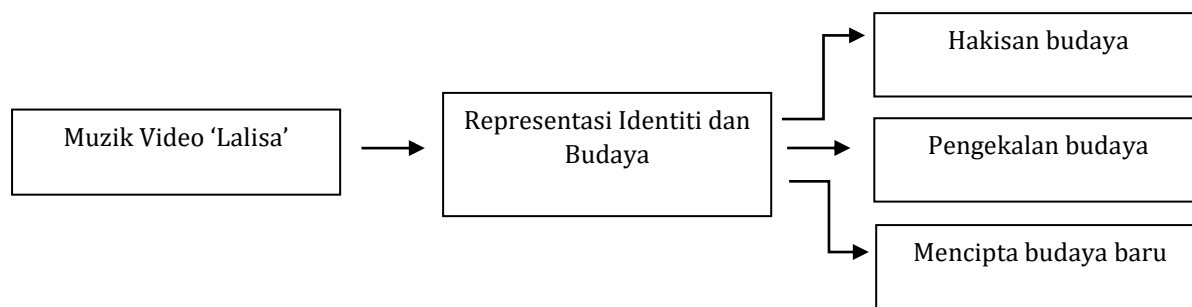 Muzik Video ‘Lalisa’
Representasi Identiti dan
Budaya
Hakisan budaya
Pengekalan budaya
Mencipta budaya baru